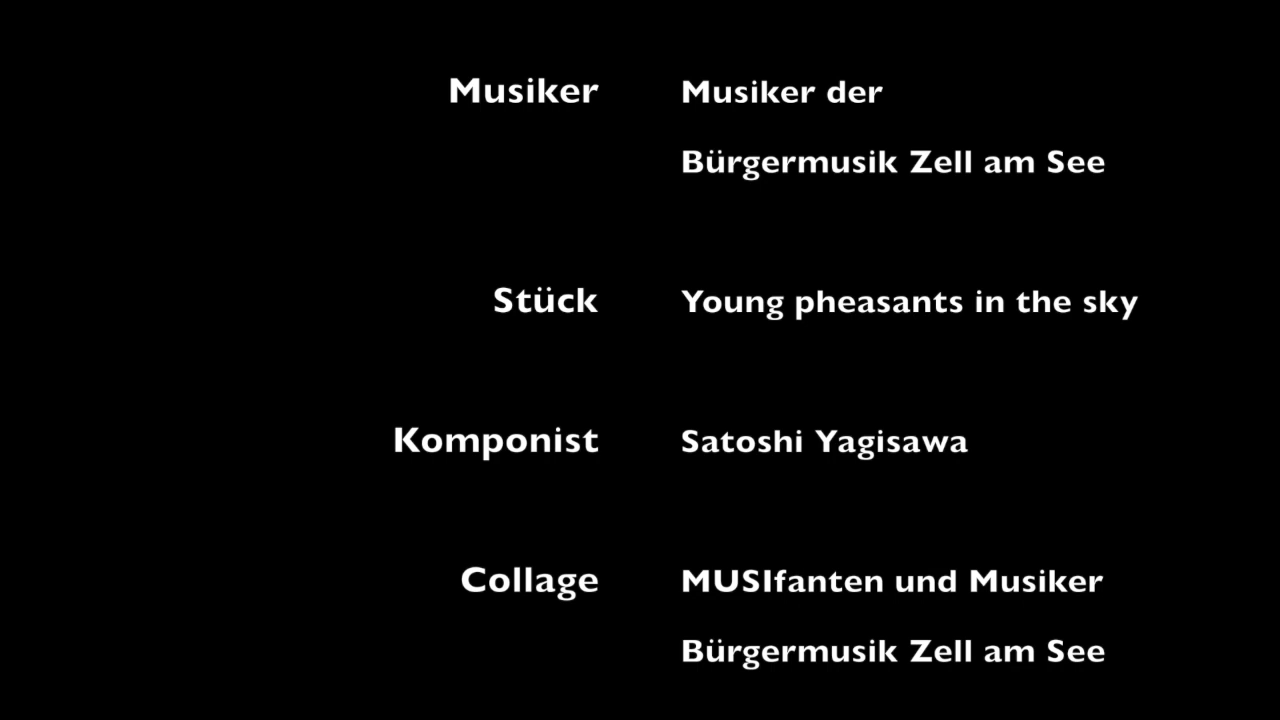 Musiker Musiker der
Bürgermusik Zell am See
Stück Young pheasants in the sky
Komponist Satoshi Yagisawa
Collage MUSIfanten und Musiker
Bürgermusik Zell am See